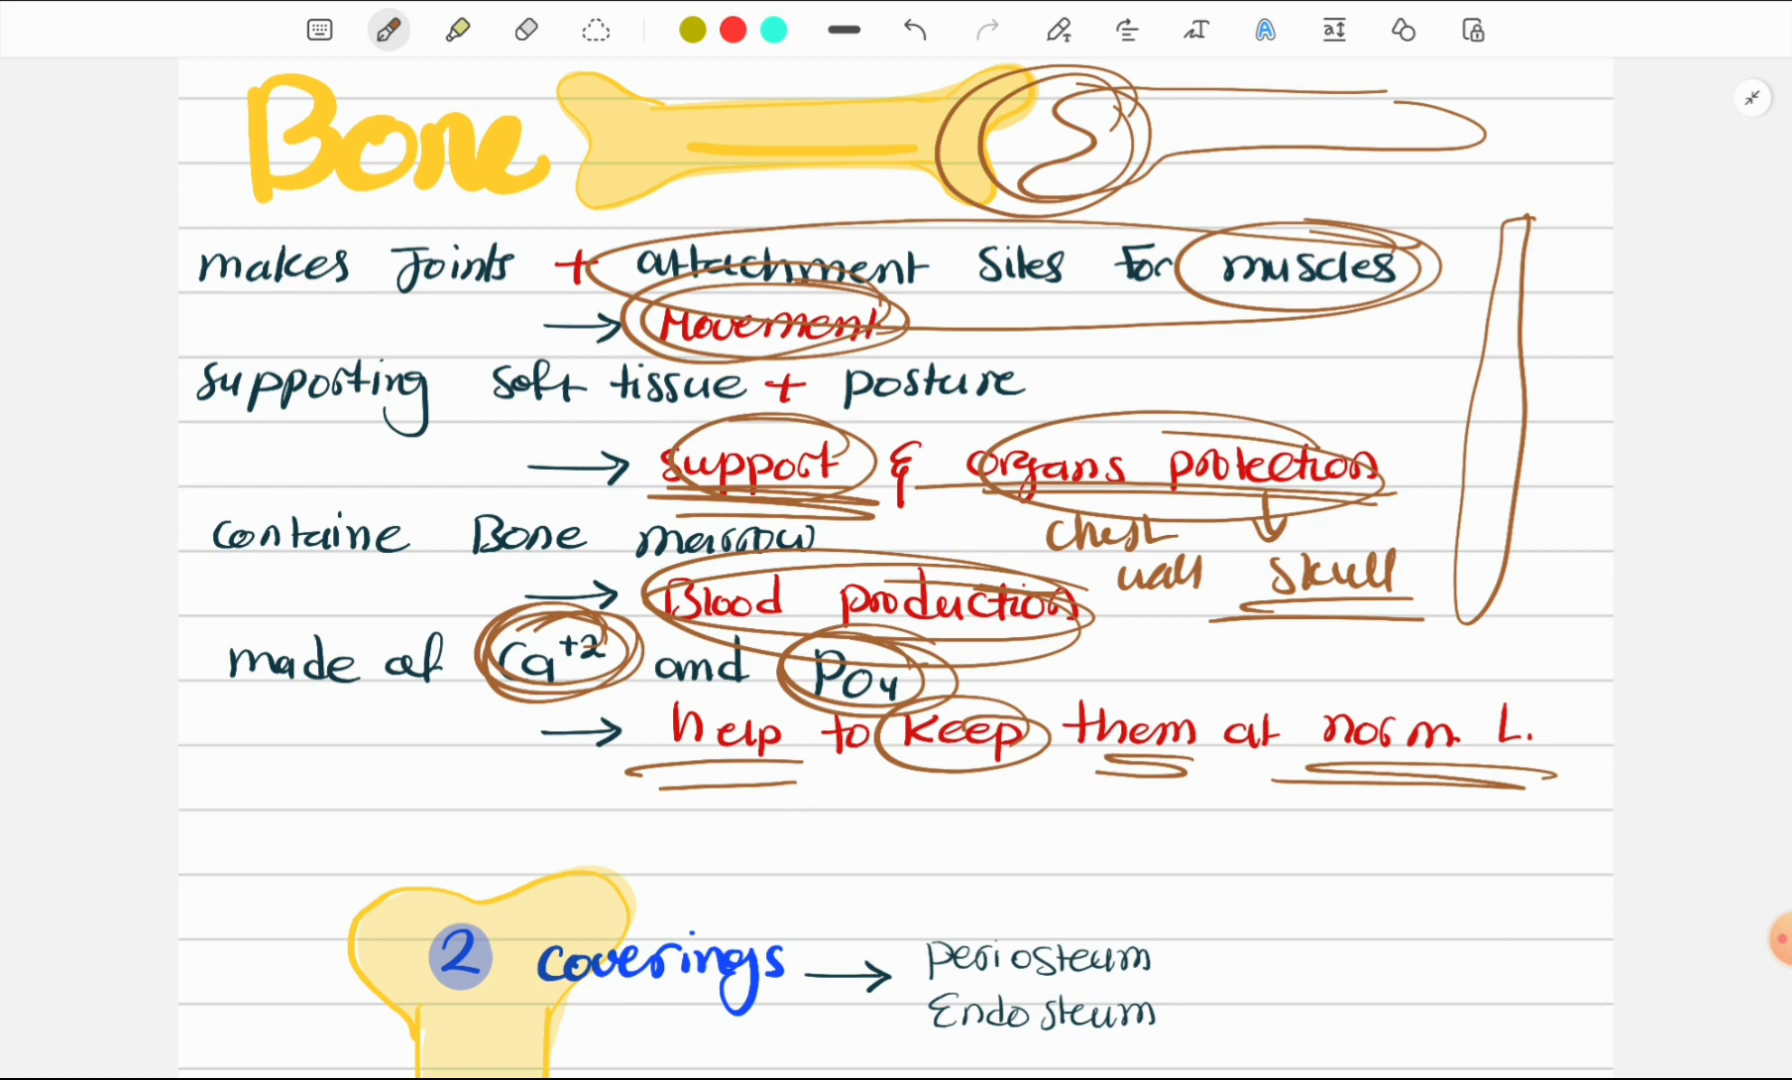 Bone
makes Joints + attachment Sites for muscles
→ Movement
supporting soft tissue + posture
→ support & organs protection
chest
wall skull
containe Bone marrow
→ Blood production
made of Ca+2 and PO4
→ help to keep them at norm L.
2 coverings → periosteum
Endosteum